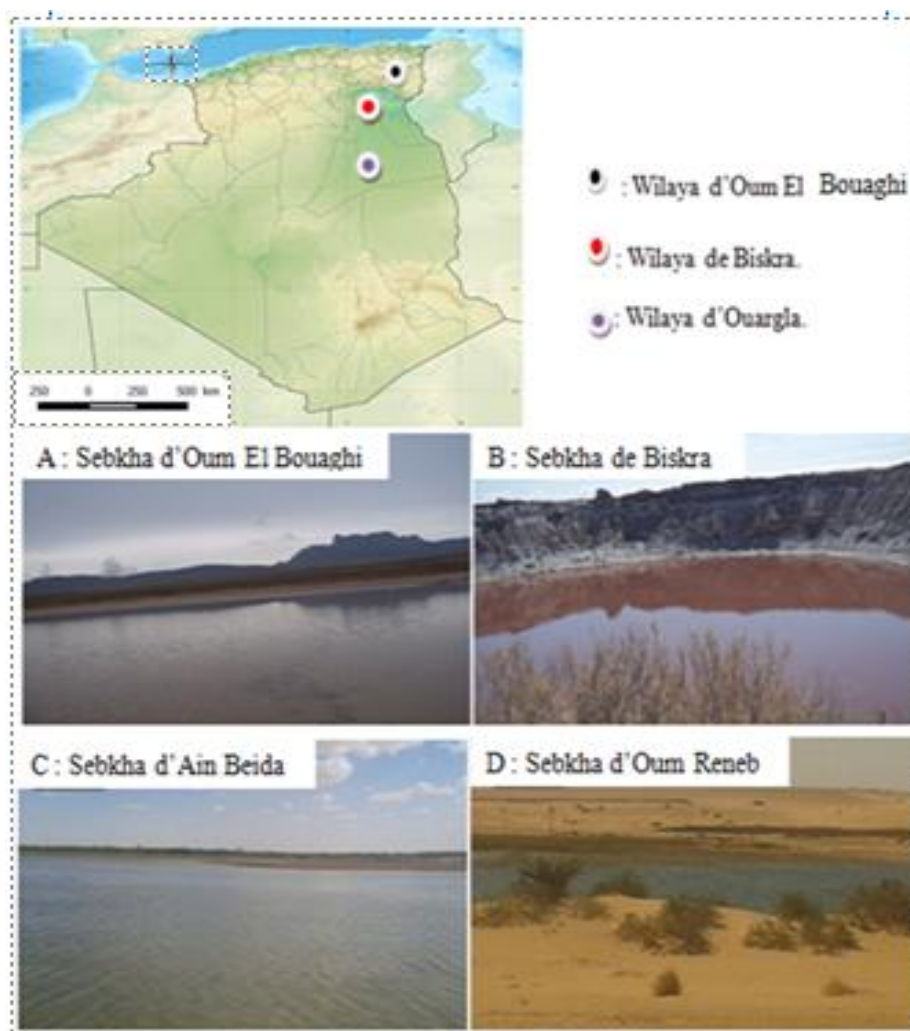 : Wilaya d'Oum El Bouaghi
: Wilaya de Biskra.
: Wilaya d'Ouargla.
250 0 250 500 km
A : Sebkha d'Oum El Bouaghi
B : Sebkha de Biskra
C : Sebkha d'Ain Beida
D : Sebkha d'Oum Reneb